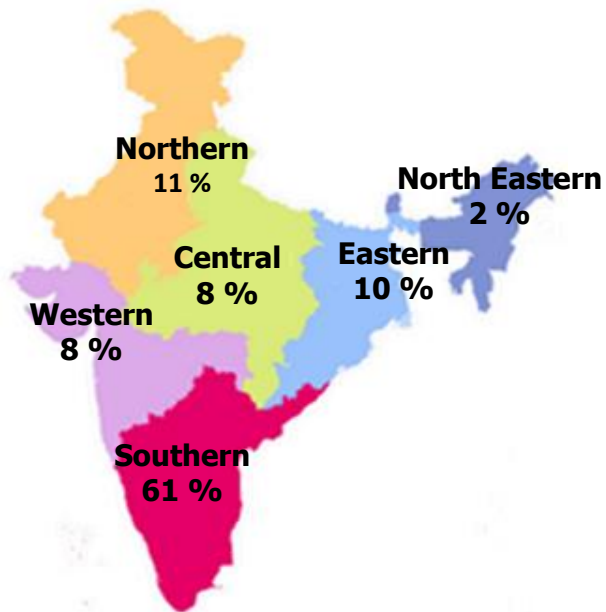 Northern
11 %
North Eastern
2 %
Central
8 %
Eastern
10 %
Western
8 %
Southern
61 %